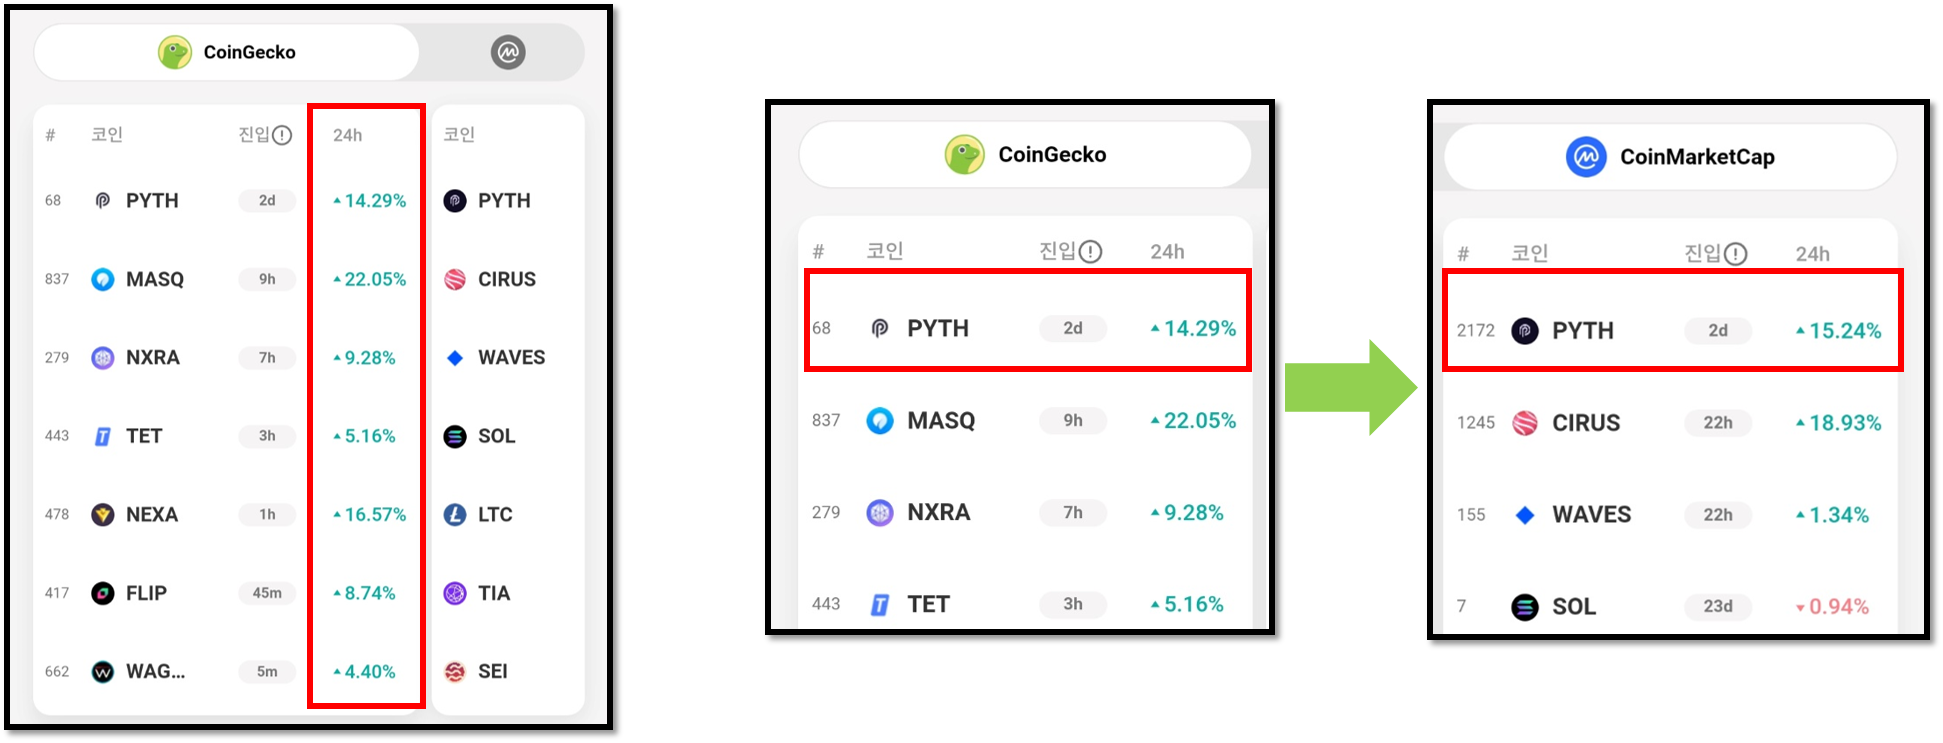 CoinGecko
# 코인 진입 24h 코인
68 PYTH 2d ▲14.29% PYTH
837 MASQ 9h ▲22.05% CIRUS
279 NXRA 7h ▲9.28% WAVES
443 TET 3h ▲5.16% SOL
478 NEXA 1h ▲16.57% LTC
417 FLIP 45m ▲8.74% TIA
662 WAG... 5m ▲4.40% SEI
CoinGecko
# 코인 진입 24h
68 PYTH 2d ▲14.29%
837 MASQ 9h ▲22.05%
279 NXRA 7h ▲9.28%
443 TET 3h ▲5.16%
CoinMarketCap
# 코인 진입 24h
2172 PYTH 2d ▲15.24%
1245 CIRUS 22h ▲18.93%
155 WAVES 22h ▲1.34%
7 SOL 23d ▼0.94%